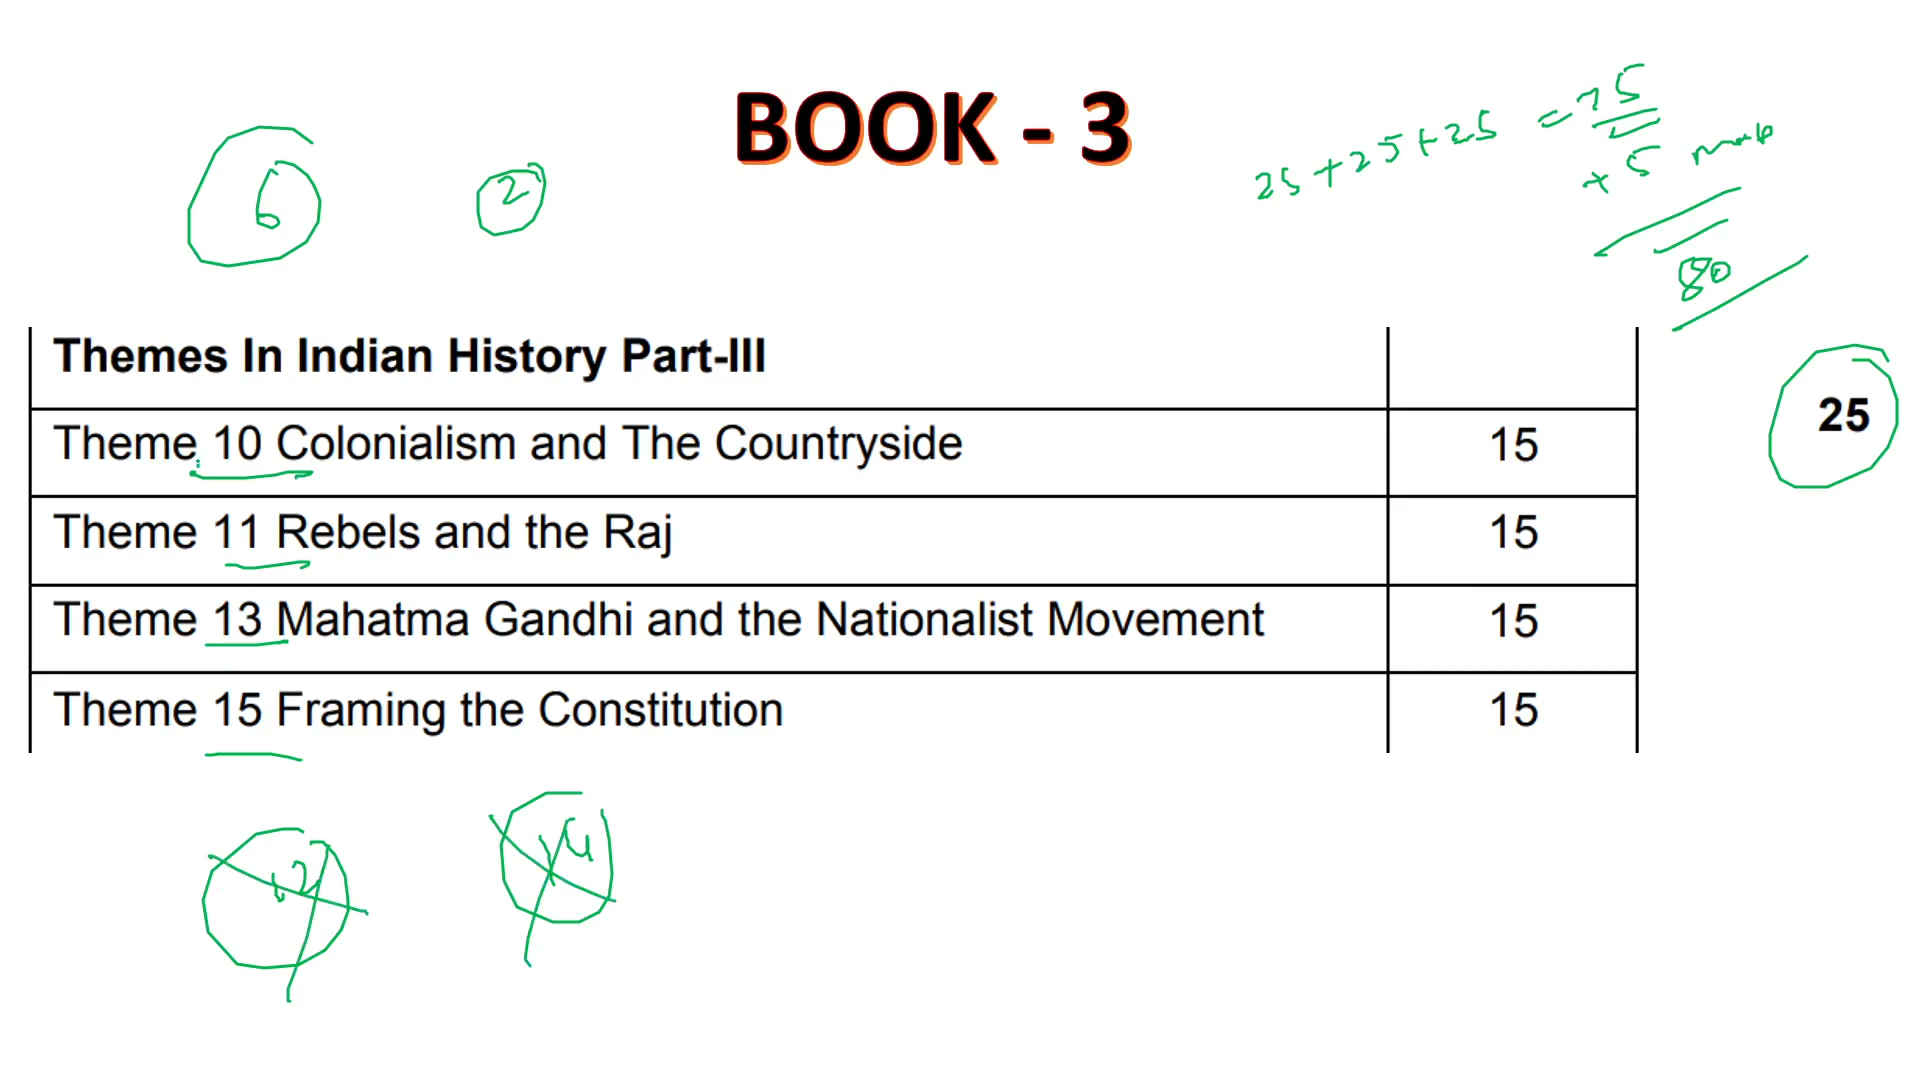 BOOK - 3
25 + 25 + 25 = 75
+ 5 mark
80
6
2
Themes In Indian History Part-III
25
Theme 10 Colonialism and The Countryside 15
Theme 11 Rebels and the Raj 15
Theme 13 Mahatma Gandhi and the Nationalist Movement 15
Theme 15 Framing the Constitution 15
12
14